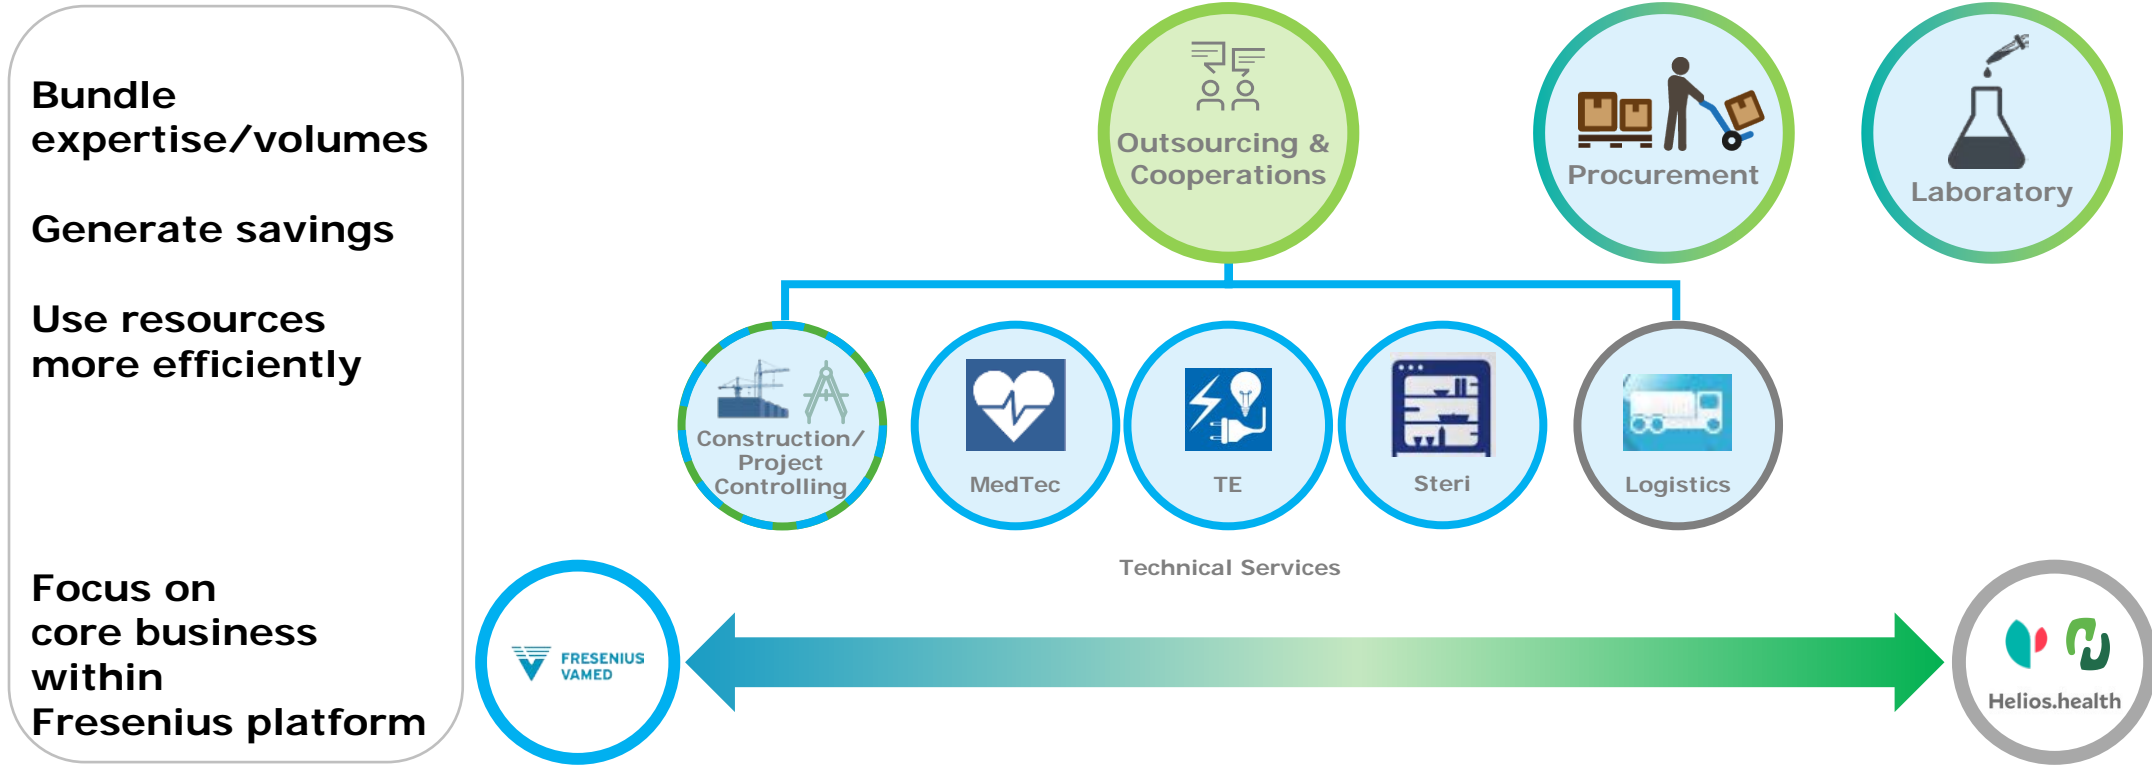 Bundle
expertise/volumes
Generate savings
Use resources
more efficiently
Focus on
core business
within
Fresenius platform
Outsourcing &
Cooperations
Procurement
Laboratory
Construction/
Project
Controlling
MedTec
TE
Steri
Logistics
Technical Services
FRESENIUS
VAMED
Helios.health